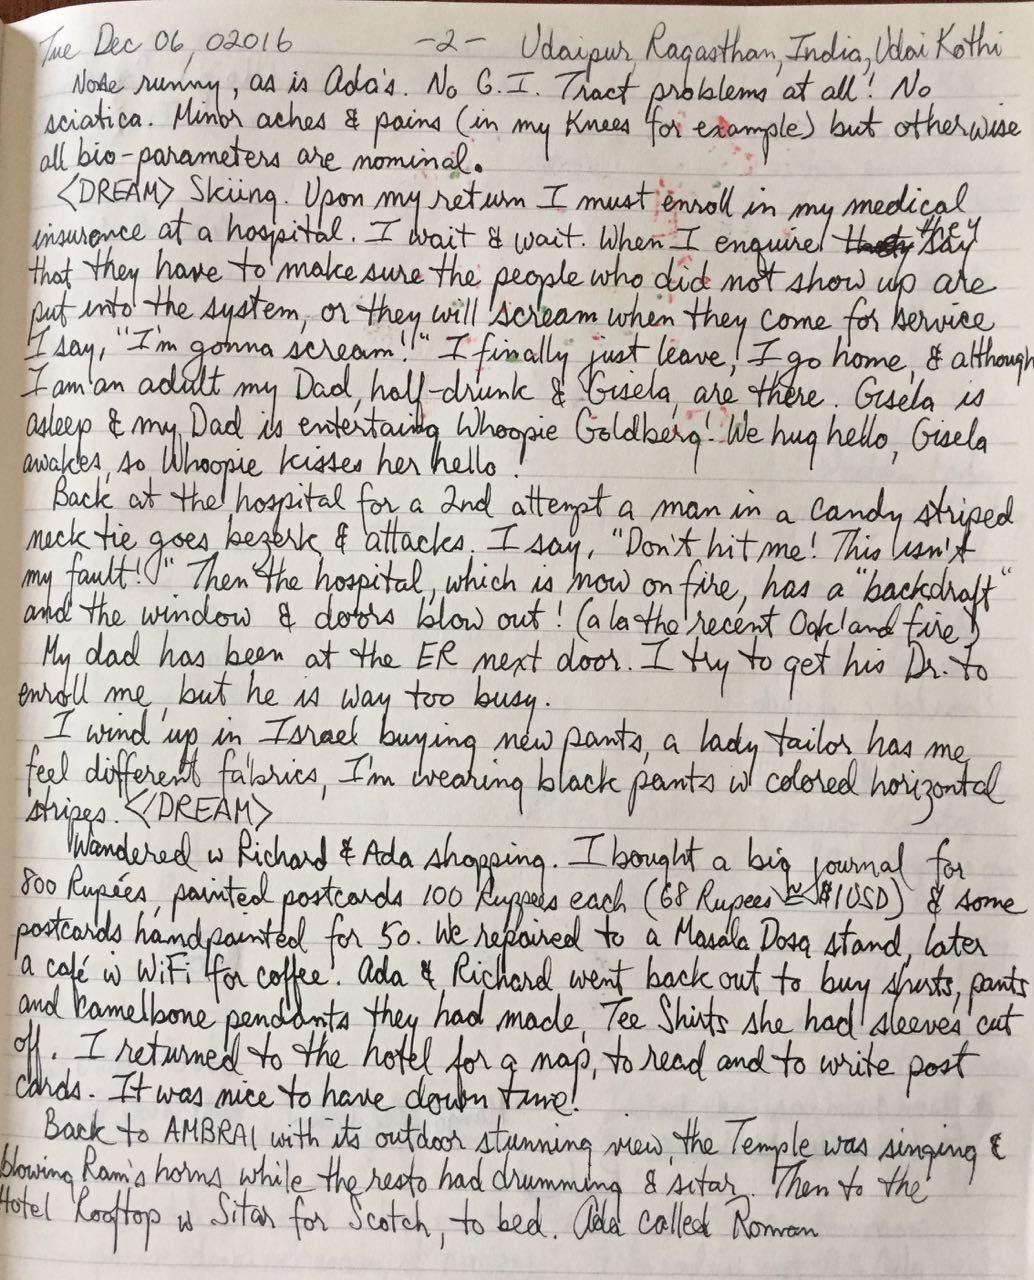 Tue Dec 06, 02016 -2- Udaipur, Ragasthan, India, Udai Kothi
Nose runny, as is Ada's. No G.I. Tract problems at all! No
sciatica. Minor aches & pains (in my Knees for example) but otherwise
all bio-parameters are nominal.
<DREAM> Skiing. Upon my return I must enroll in my medical
insurance at a hospital. I wait & wait. When I enquire they say
that they have to make sure the people who did not show up are
put into the system, or they will scream when they come for service
I say, "I'm gonna scream!" I finally just leave! I go home, & although
I am an adult my Dad, half-drunk & Gisela, are there. Gisela is
asleep & my Dad is entertaing Whoopie Goldberg! We hug hello, Gisela
awakes, so Whoopie kisses her hello!
Back at the hospital for a 2nd attempt a man in a candy striped
neck tie goes bezerk & attacks. I say, "Don't hit me! This isn't
my fault!" Then the hospital, which is now on fire, has a "backdraft"
and the window & doors blow out! (a la the recent Oakland fire!)
My dad has been at the ER next door. I try to get his Dr. to
enroll me, but he is way too busy.
I wind up in Israel buying new pants, a lady tailor has me
feel different fabrics, I'm wearing black pants w colored horizontal
stripes. </DREAM>
Wandered w Richard & Ada shopping. I bought a big journal for
800 Rupees, painted postcards 100 Ruppees each (68 Rupees ≅ $1USD) & some
postcards handpainted for 50. We repaired to a Masala Dosa stand, later
a café w WiFi for coffee! Ada & Richard went back out to buy shirts, pants
and Kamelbone pendants they had made, Tee Shirts she had sleeves cut
off. I returned to the hotel for a nap, to read and to write post
cards. It was nice to have down time!
Back to AMBRAI with its outdoor stunning view, the Temple was singing &
blowing Ram's horns while the resto had drumming & sitar. Then to the
Hotel Rooftop w Sitar for Scotch, to bed. Ada called Roman